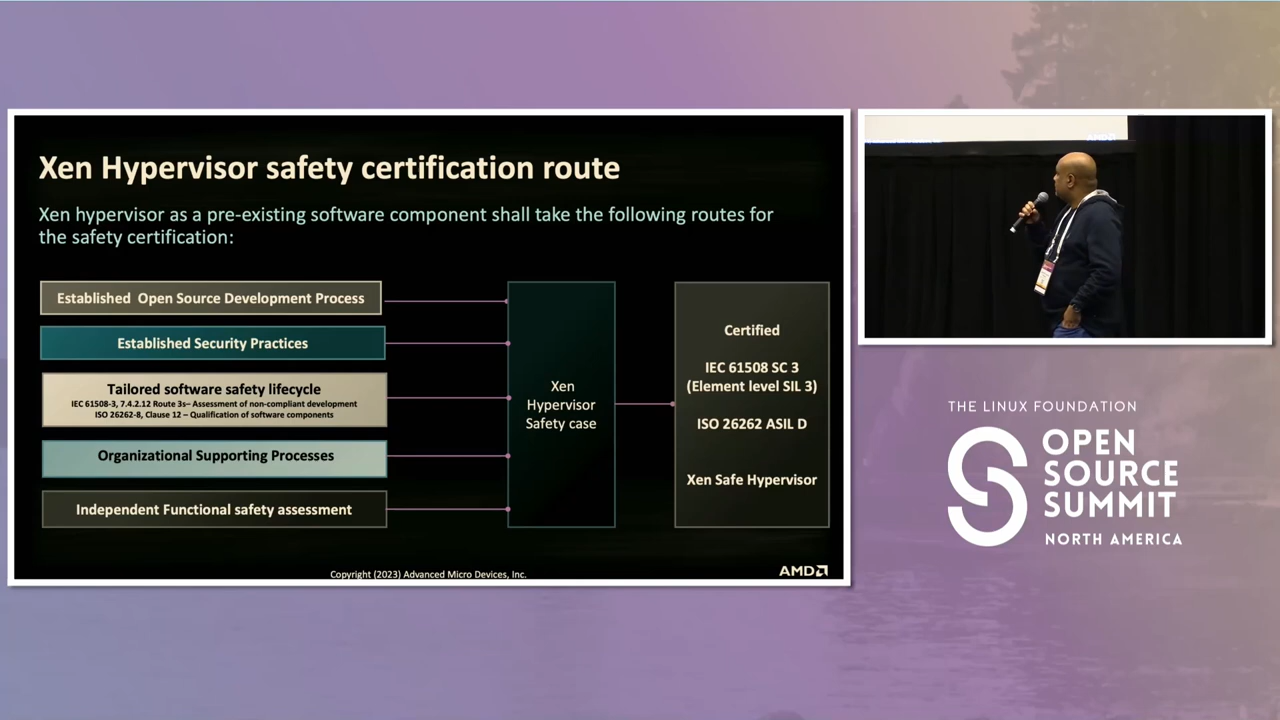 Xen Hypervisor safety certification route
Xen hypervisor as a pre-existing software component shall take the following routes for
the safety certification:
Established Open Source Development Process
Established Security Practices
Tailored software safety lifecycle
IEC 61508-3, 7.4.2.12 Route 3s– Assessment of non-compliant development
ISO 26262-8, Clause 12 – Qualification of software components
Organizational Supporting Processes
Independent Functional safety assessment
Xen
Hypervisor
Safety case
Certified
IEC 61508 SC 3
(Element level SIL 3)
ISO 26262 ASIL D
Xen Safe Hypervisor
Copyright (2023) Advanced Micro Devices, Inc.
AMD
AMD
THE LINUX FOUNDATION
OPEN
SOURCE
SUMMIT
NORTH AMERICA